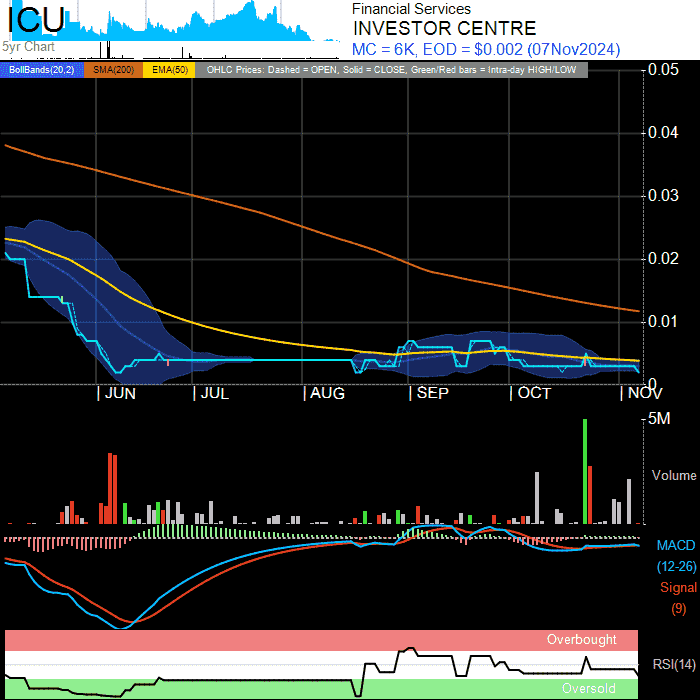 ICU
5yr Chart
Financial Services
INVESTOR CENTRE
MC = 6K, EOD = $0.002 (07Nov2024)
BollBands(20,2) SMA(200) EMA(50) OHLC Prices: Dashed = OPEN, Solid = CLOSE, Green/Red bars = Intra-day HIGH/LOW
0.05
0.04
0.03
0.02
0.01
0
JUN JUL AUG SEP OCT NOV
5M
Volume
MACD
(12-26)
Signal
(9)
Overbought
RSI(14)
Oversold